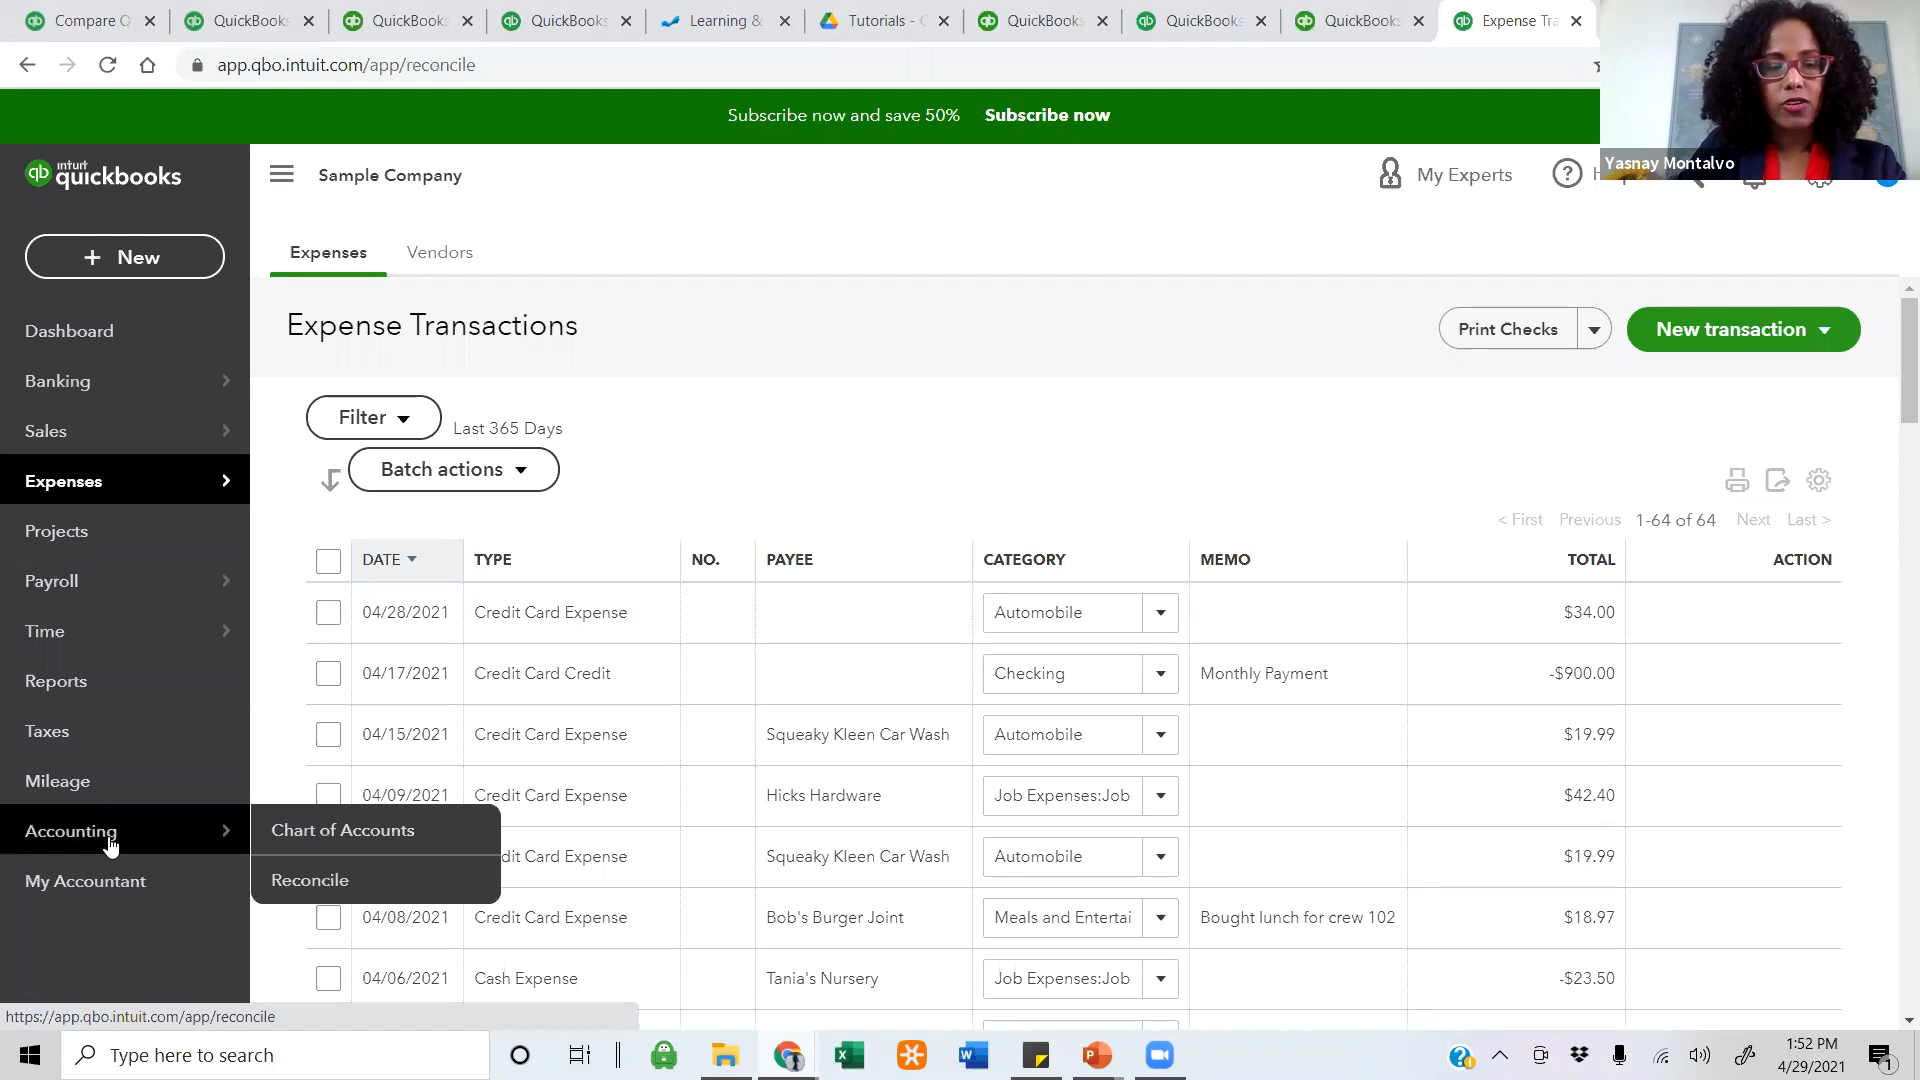 Compare Q
QuickBooks
QuickBooks
QuickBooks
Learning &
Tutorials - C
QuickBooks
QuickBooks
QuickBooks
Expense Tra
app.qbo.intuit.com/app/reconcile
Subscribe now and save 50% Subscribe now
Yasnay Montalvo
intuit
quickbooks
Sample Company
My Experts
+ New
Expenses Vendors
Expense Transactions
Print Checks
New transaction
Dashboard
Banking
Sales
Expenses
Projects
Payroll
Time
Reports
Taxes
Mileage
Accounting
My Accountant
Chart of Accounts
Reconcile
Filter
Last 365 Days
Batch actions
< First Previous 1-64 of 64 Next Last >
DATE TYPE NO. PAYEE CATEGORY MEMO TOTAL ACTION
04/28/2021 Credit Card Expense Automobile $34.00
04/17/2021 Credit Card Credit Checking Monthly Payment -$900.00
04/15/2021 Credit Card Expense Squeaky Kleen Car Wash Automobile $19.99
04/09/2021 Credit Card Expense Hicks Hardware Job Expenses:Job $42.40
dit Card Expense Squeaky Kleen Car Wash Automobile $19.99
04/08/2021 Credit Card Expense Bob's Burger Joint Meals and Entertai Bought lunch for crew 102 $18.97
04/06/2021 Cash Expense Tania's Nursery Job Expenses:Job -$23.50
https://app.qbo.intuit.com/app/reconcile
Type here to search
1:52 PM
4/29/2021
1